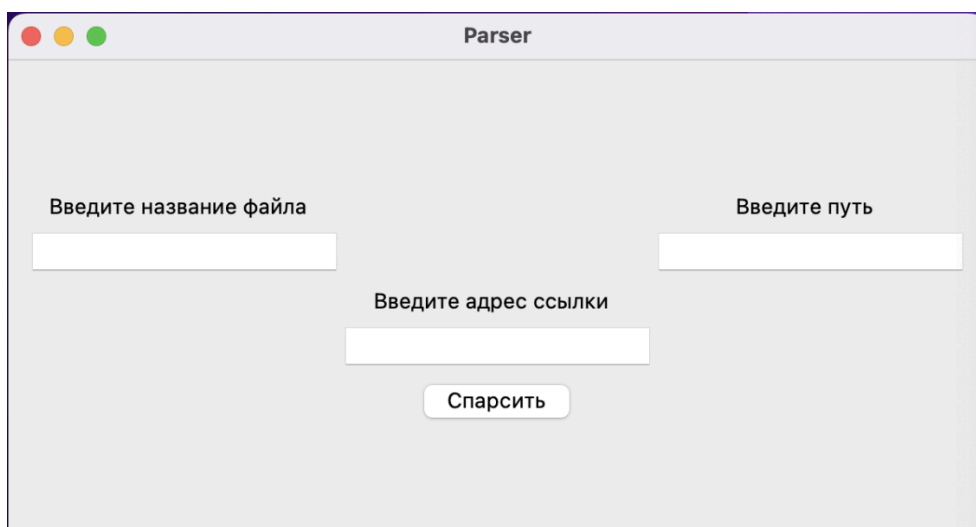 Parser
Введите название файла
Введите путь
Введите адрес ссылки
Спарсить